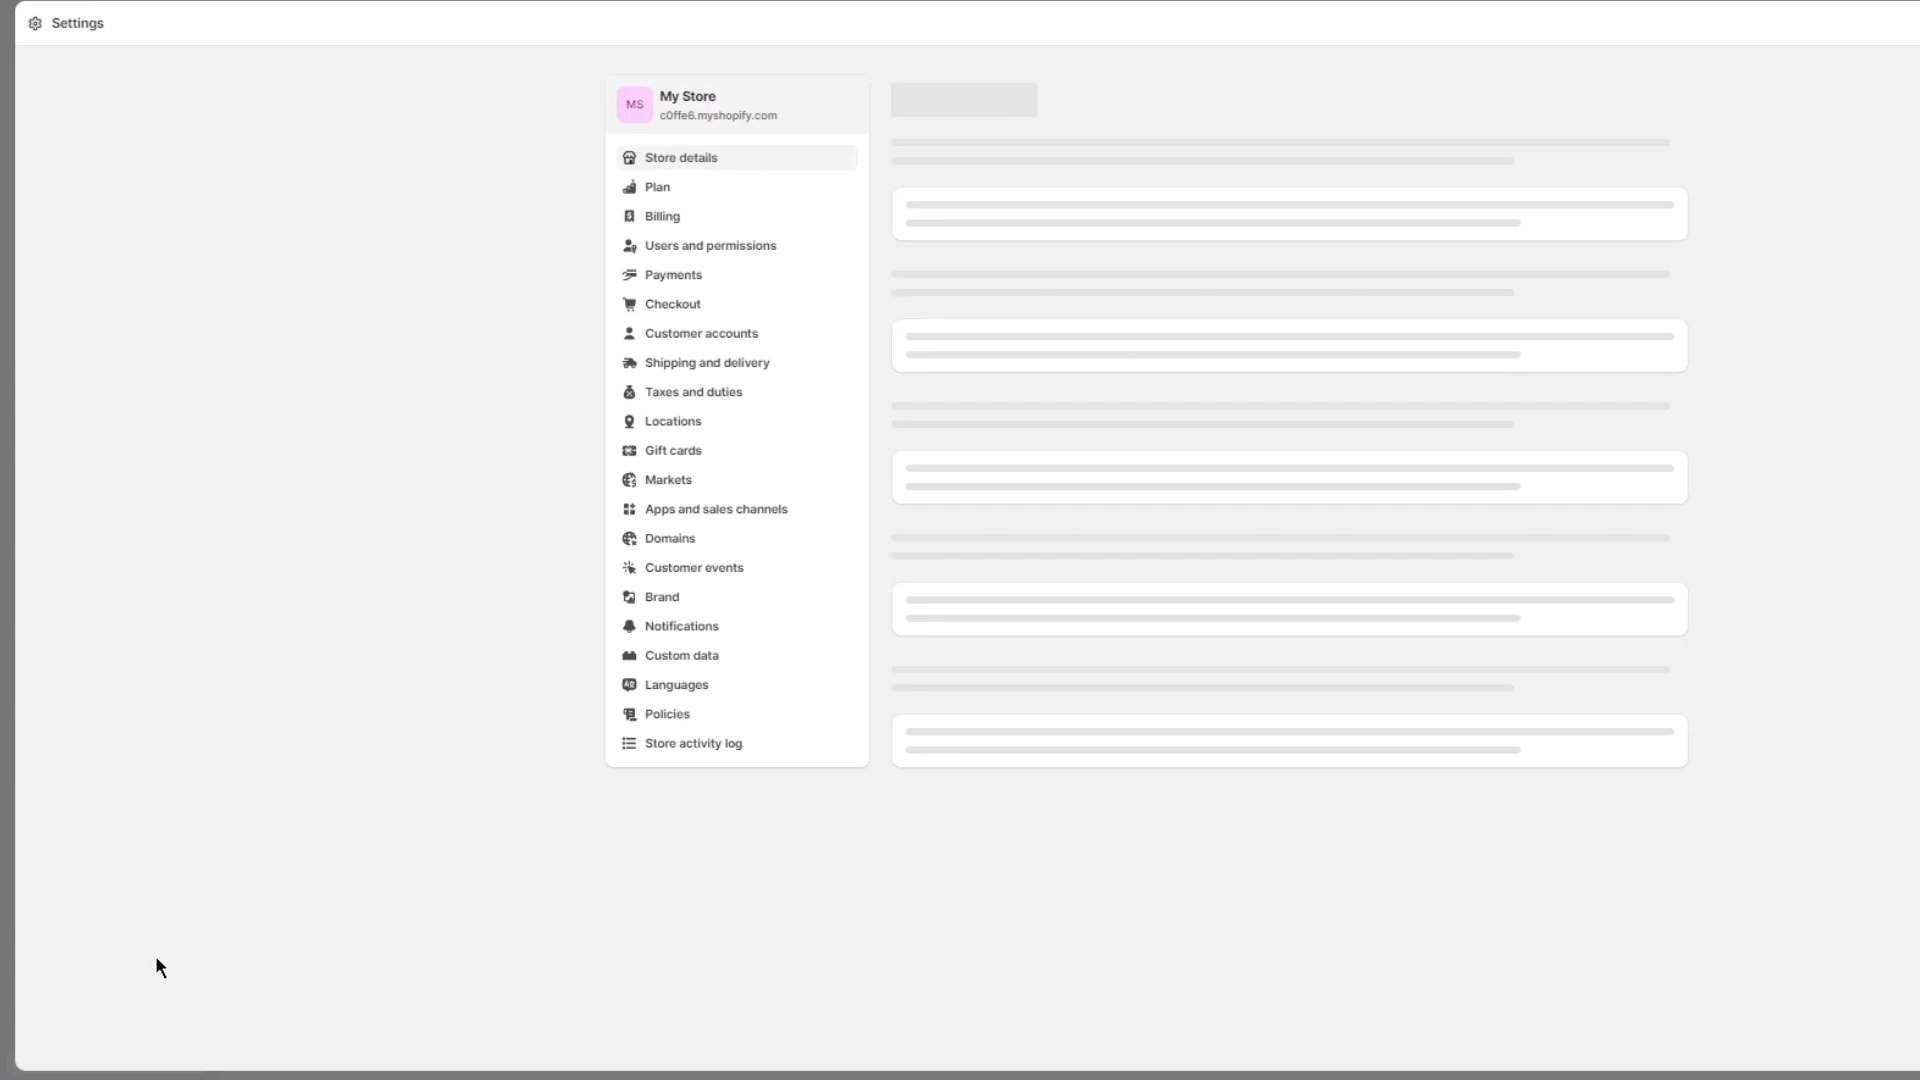 Settings
MS
My Store
c0ffe6.myshopify.com
Store details
Plan
Billing
Users and permissions
Payments
Checkout
Customer accounts
Shipping and delivery
Taxes and duties
Locations
Gift cards
Markets
Apps and sales channels
Domains
Customer events
Brand
Notifications
Custom data
Languages
Policies
Store activity log